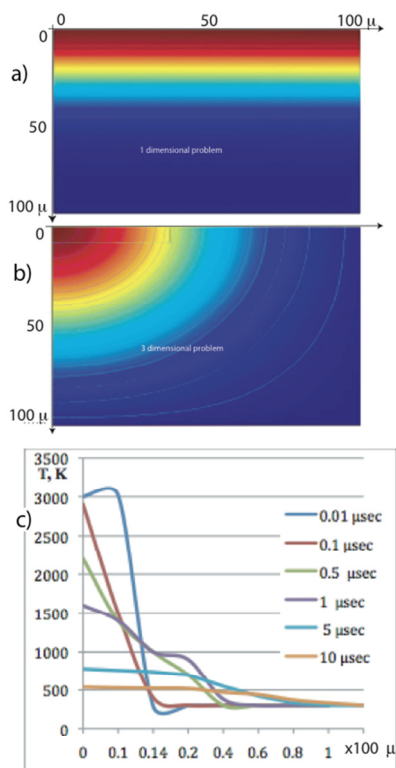 0 50 100 μ
a)
0
50
100 μ
1 dimensional problem
b)
0
50
100 μ
3 dimensional problem
c)
T, K
3500
3000
2500
2000
1500
1000
500
0
0.01 μsec
0.1 μsec
0.5 μsec
1 μsec
5 μsec
10 μsec
0 0.1 0.14 0.2 0.4 0.6 0.8 1 x100 μ